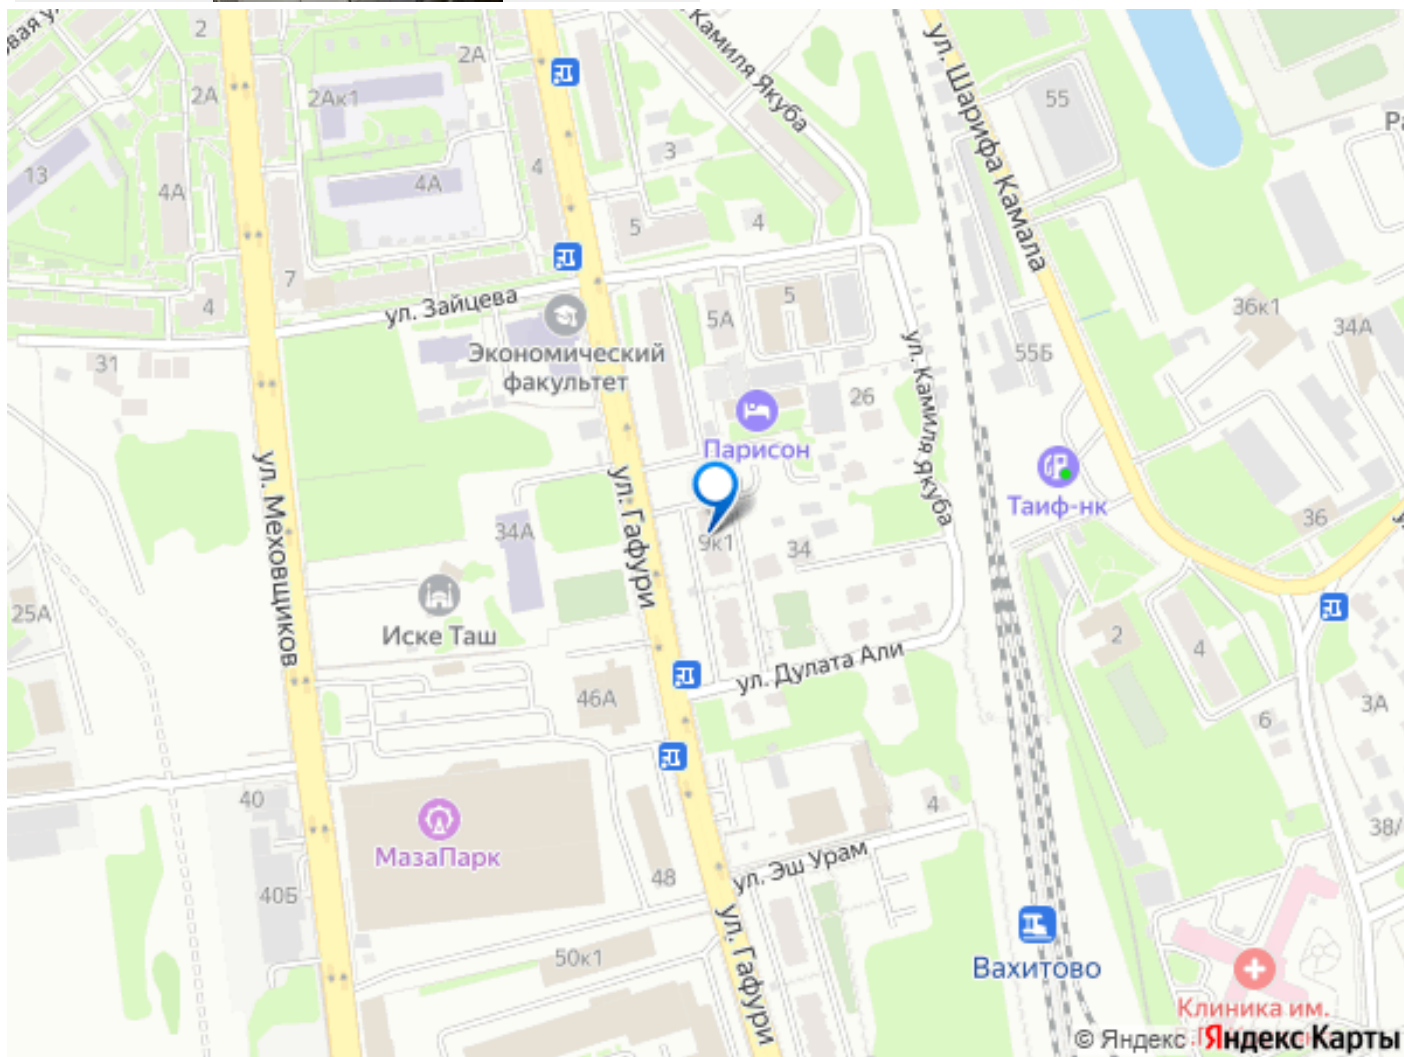 2
2А
2А
2Ак1
Камиля Якуба
ул. Шарифа Камала
55
3
13
4А
4А
4
5
4
7
4
ул. Зайцева
5А
5
36к1
34А
55Б
31
Экономический
факультет
ул. Камиля Якуба
26
Парисон
ул. Меховщиков
ул. Гафури
Таиф-нк
36
34А
9к1
34
25А
Иске Таш
ул. Дулата Али
2
4
46А
6
3А
40
МазаПарк
4
38/
40Б
48
ул. Эш Урам
ул. Гафури
50к1
Вахитово
Клиника им.
© Яндекс Яндекс Карты